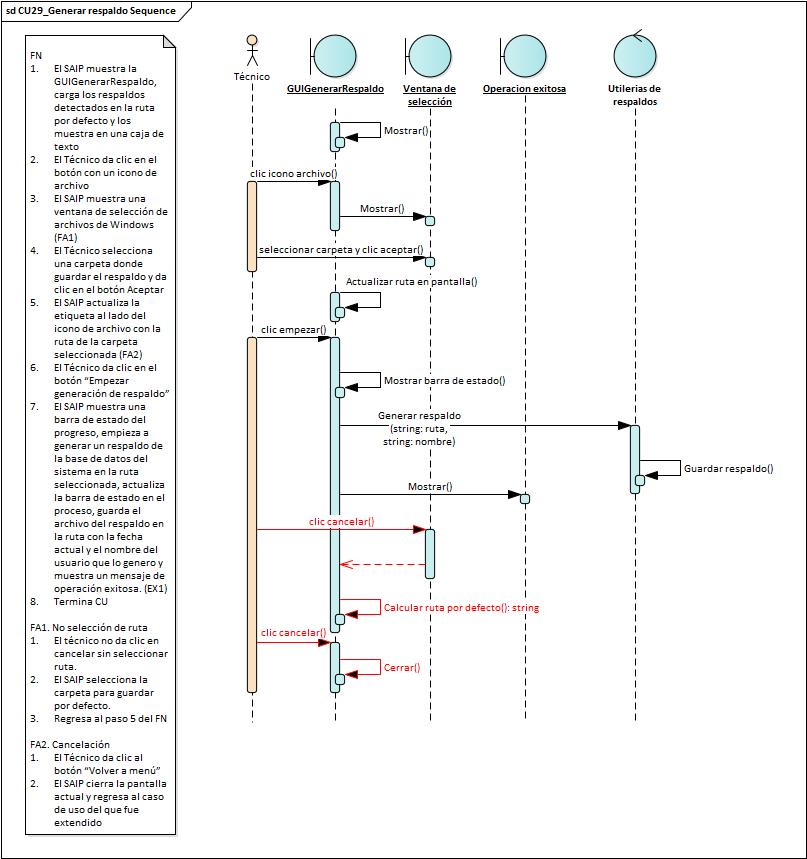 sd CU29_Generar respaldo Sequence
FN
1. El SAIP muestra la
GUIGenerarRespaldo,
carga los respaldos
detectados en la ruta
por defecto y los
muestra en una caja de
texto
2. El Técnico da clic en el
botón con un icono de
archivo
3. El SAIP muestra una
ventana de selección de
archivos de Windows
(FA1)
4. El Técnico selecciona
una carpeta donde
guardar el respaldo y da
clic en el botón Aceptar
5. El SAIP actualiza la
etiqueta al lado del
icono de archivo con la
ruta de la carpeta
seleccionada (FA2)
6. El Técnico da clic en el
botón “Empezar
generación de respaldo”
7. El SAIP muestra una
barra de estado del
progreso, empieza a
generar un respaldo de
la base de datos del
sistema en la ruta
seleccionada, actualiza
la barra de estado en el
proceso, guarda el
archivo del respaldo en
la ruta con la fecha
actual y el nombre del
usuario que lo genero y
muestra un mensaje de
operación exitosa. (EX1)
8. Termina CU
FA1. No selección de ruta
1. El técnico no da clic en
cancelar sin seleccionar
ruta.
2. El SAIP selecciona la
carpeta para guardar
por defecto.
3. Regresa al paso 5 del FN
FA2. Cancelación
1. El Técnico da clic al
botón “Volver a menú”
2. El SAIP cierra la pantalla
actual y regresa al caso
de uso del que fue
extendido
Técnico
GUIGenerarRespaldo
Ventana de
selección
Operacion exitosa
Utilerias de
respaldos
Mostrar()
clic icono archivo()
Mostrar()
seleccionar carpeta y clic aceptar()
Actualizar ruta en pantalla()
clic empezar()
Mostrar barra de estado()
Generar respaldo
(string: ruta,
string: nombre)
Guardar respaldo()
Mostrar()
clic cancelar()
Calcular ruta por defecto(): string
clic cancelar()
Cerrar()